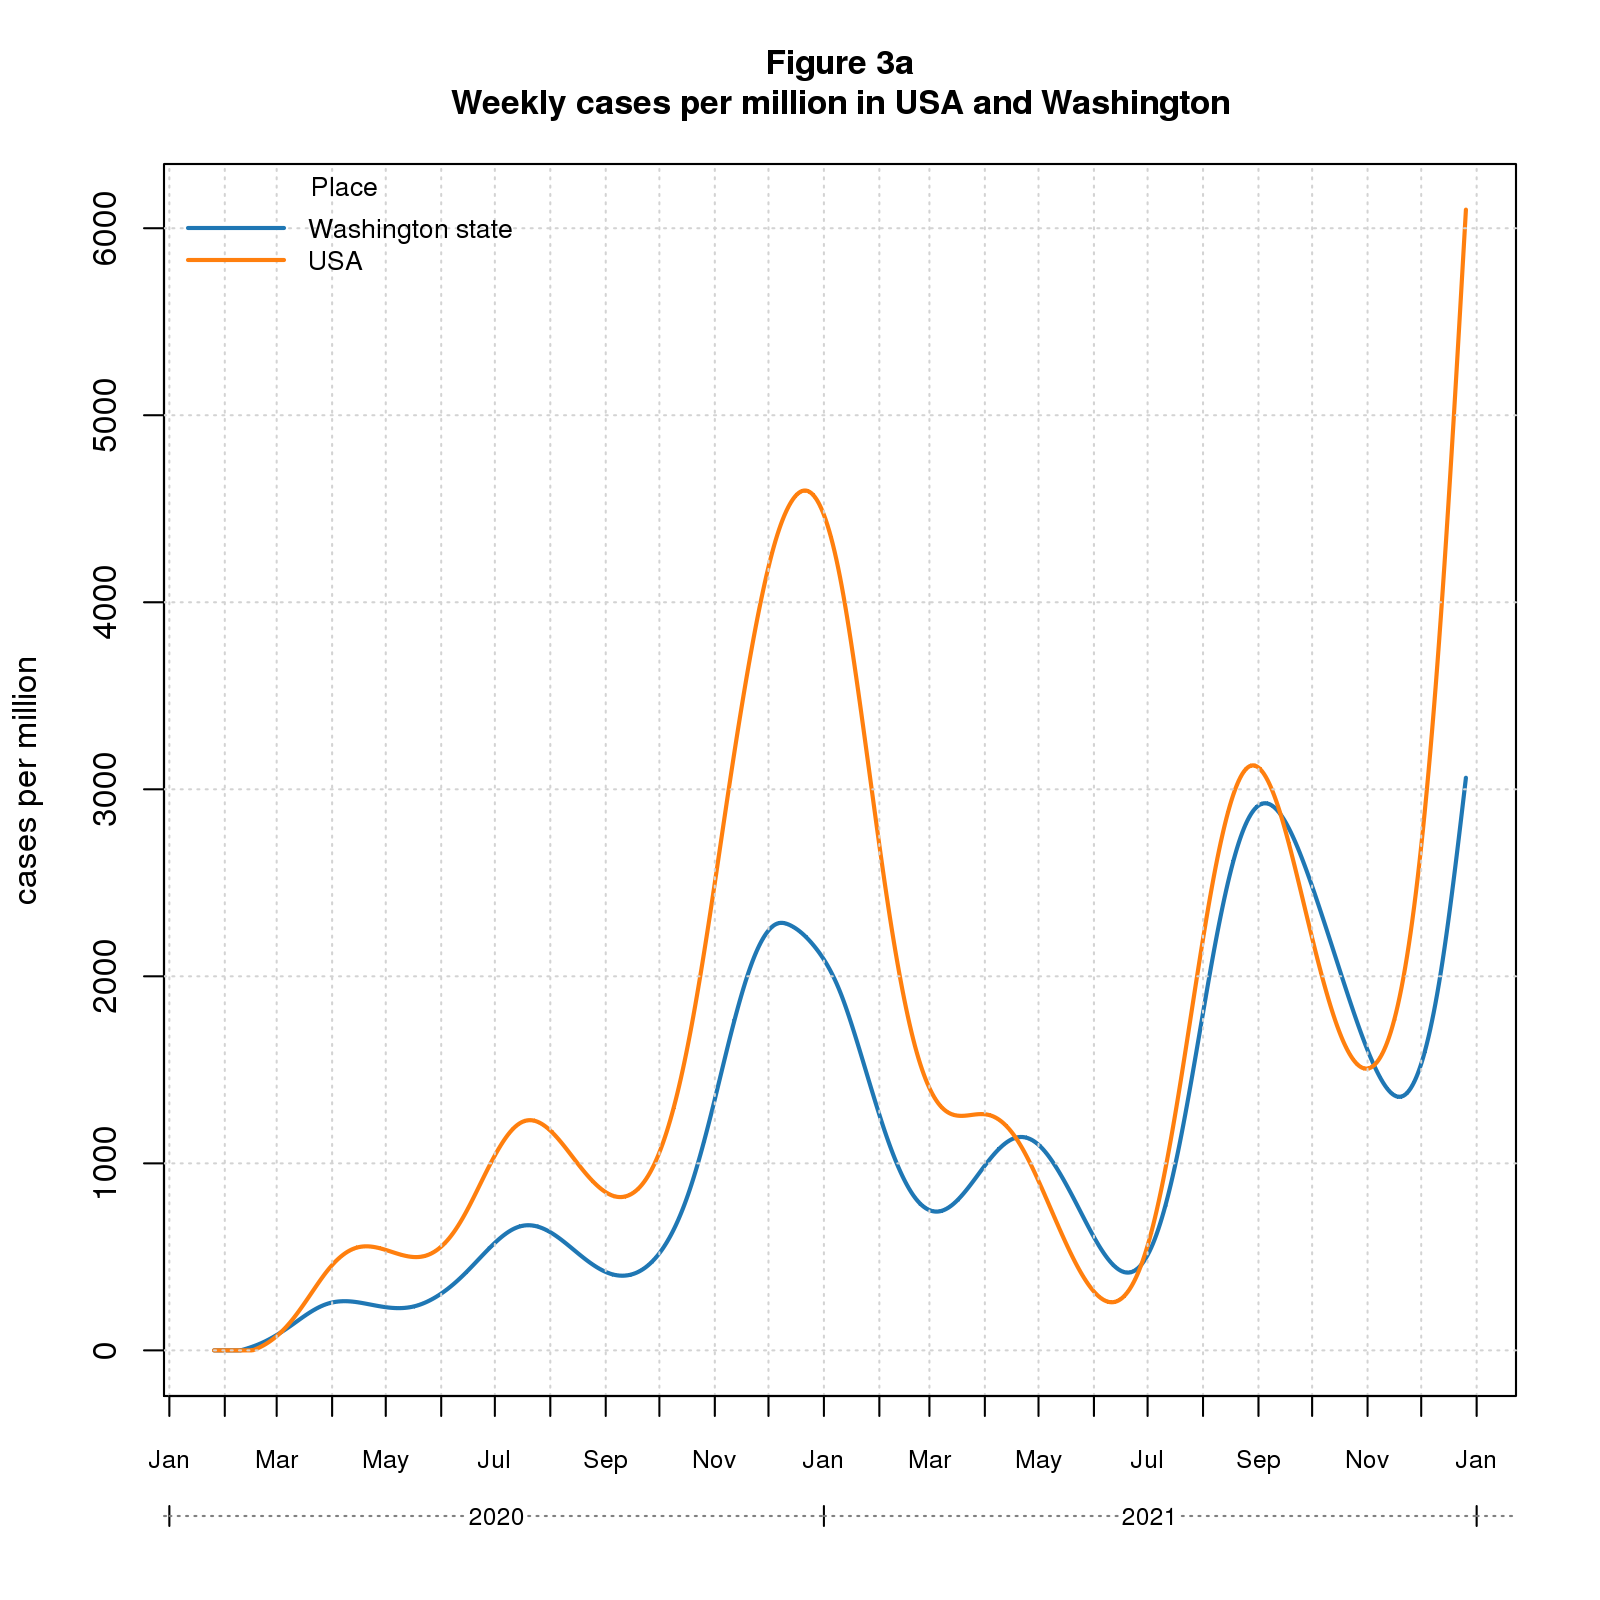 Figure 3a
Weekly cases per million in USA and Washington
Place
Washington state
USA
cases per million
6000
5000
4000
3000
2000
1000
0
Jan Mar May Jul Sep Nov Jan Mar May Jul Sep Nov Jan
2020 2021